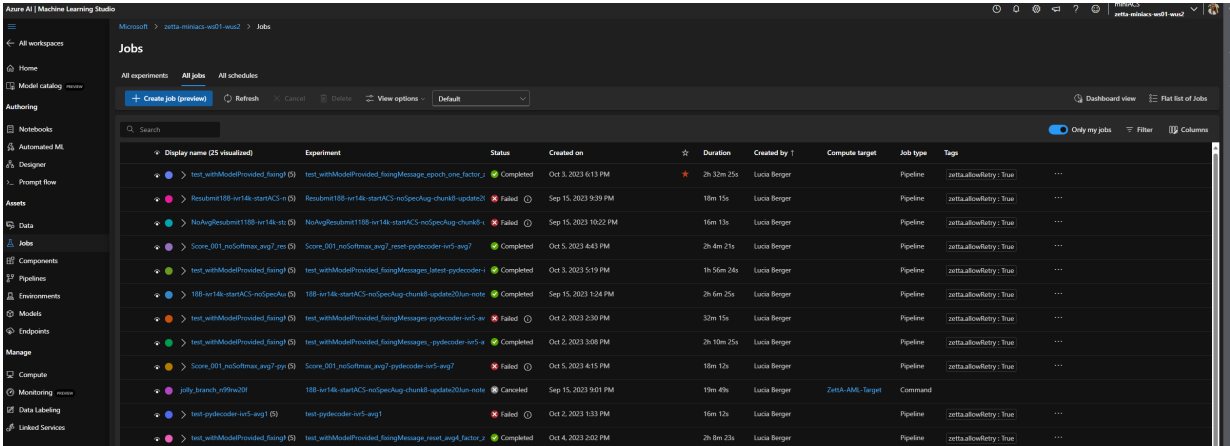 Azure AI | Machine Learning Studio
miniACS
zetta-miniacs-ws01-wus2
Microsoft > zetta-miniacs-ws01-wus2 > Jobs
All workspaces
Jobs
Home
Model catalog PREVIEW
All experiments All jobs All schedules
Create job (preview) Refresh Cancel Delete View options Default Dashboard view Flat list of Jobs
Authoring
Notebooks
Automated ML
Designer
Prompt flow
Assets
Data
Jobs
Components
Pipelines
Environments
Models
Endpoints
Manage
Compute
Monitoring PREVIEW
Data Labeling
Linked Services
Search Only my jobs Filter Columns
Display name (25 visualized) Experiment Status Created on Duration Created by ↑ Compute target Job type Tags
test_withModelProvided_fixingM (5) test_withModelProvided_fixingMessage_epoch_one_factor_ Completed Oct 3, 2023 6:13 PM 2h 32m 25s Lucia Berger Pipeline zetta.allowRetry : True ...
Resubmit188-ivr14k-startACS-n (5) Resubmit188-ivr14k-startACS-noSpecAug-chunk8-update20 Failed Sep 15, 2023 9:39 PM 18m 15s Lucia Berger Pipeline zetta.allowRetry : True ...
NoAvgResubmit1188-ivr14k-sta (5) NoAvgResubmit1188-ivr14k-startACS-noSpecAug-chunk8-u Failed Sep 15, 2023 10:22 PM 16m 13s Lucia Berger Pipeline zetta.allowRetry : True ...
Score_001_noSoftmax_avg7_res (5) Score_001_noSoftmax_avg7_reset-pydecoder-ivr5-avg7 Completed Oct 5, 2023 4:43 PM 2h 4m 21s Lucia Berger Pipeline zetta.allowRetry : True ...
test_withModelProvided_fixingM (5) test_withModelProvided_fixingMessages_latest-pydecoder-i Completed Oct 3, 2023 5:19 PM 1h 56m 24s Lucia Berger Pipeline zetta.allowRetry : True ...
188-ivr14k-startACS-noSpecAu (5) 188-ivr14k-startACS-noSpecAug-chunk8-update20Jun-note Completed Sep 15, 2023 1:24 PM 2h 6m 25s Lucia Berger Pipeline zetta.allowRetry : True ...
test_withModelProvided_fixingM (5) test_withModelProvided_fixingMessages-pydecoder-ivr5-av Failed Oct 2, 2023 2:30 PM 32m 15s Lucia Berger Pipeline zetta.allowRetry : True ...
test_withModelProvided_fixingM (5) test_withModelProvided_fixingMessages_-pydecoder-ivr5-a Completed Oct 2, 2023 3:08 PM 2h 10m 25s Lucia Berger Pipeline zetta.allowRetry : True ...
Score_001_noSoftmax_avg7-pyd (5) Score_001_noSoftmax_avg7-pydecoder-ivr5-avg7 Failed Oct 5, 2023 4:15 PM 18m 12s Lucia Berger Pipeline zetta.allowRetry : True ...
jolly_branch_n99rw20f 188-ivr14k-startACS-noSpecAug-chunk8-update20Jun-note Canceled Sep 15, 2023 9:01 PM 19m 49s Lucia Berger ZettA-AML-Target Command ...
test-pydecoder-ivr5-avg1 (5) test-pydecoder-ivr5-avg1 Failed Oct 2, 2023 1:33 PM 16m 12s Lucia Berger Pipeline zetta.allowRetry : True ...
test_withModelProvided_fixingM (5) test_withModelProvided_fixingMessage_reset_avg4_factor_2 Completed Oct 4, 2023 2:02 PM 2h 8m 23s Lucia Berger Pipeline zetta.allowRetry : True ...